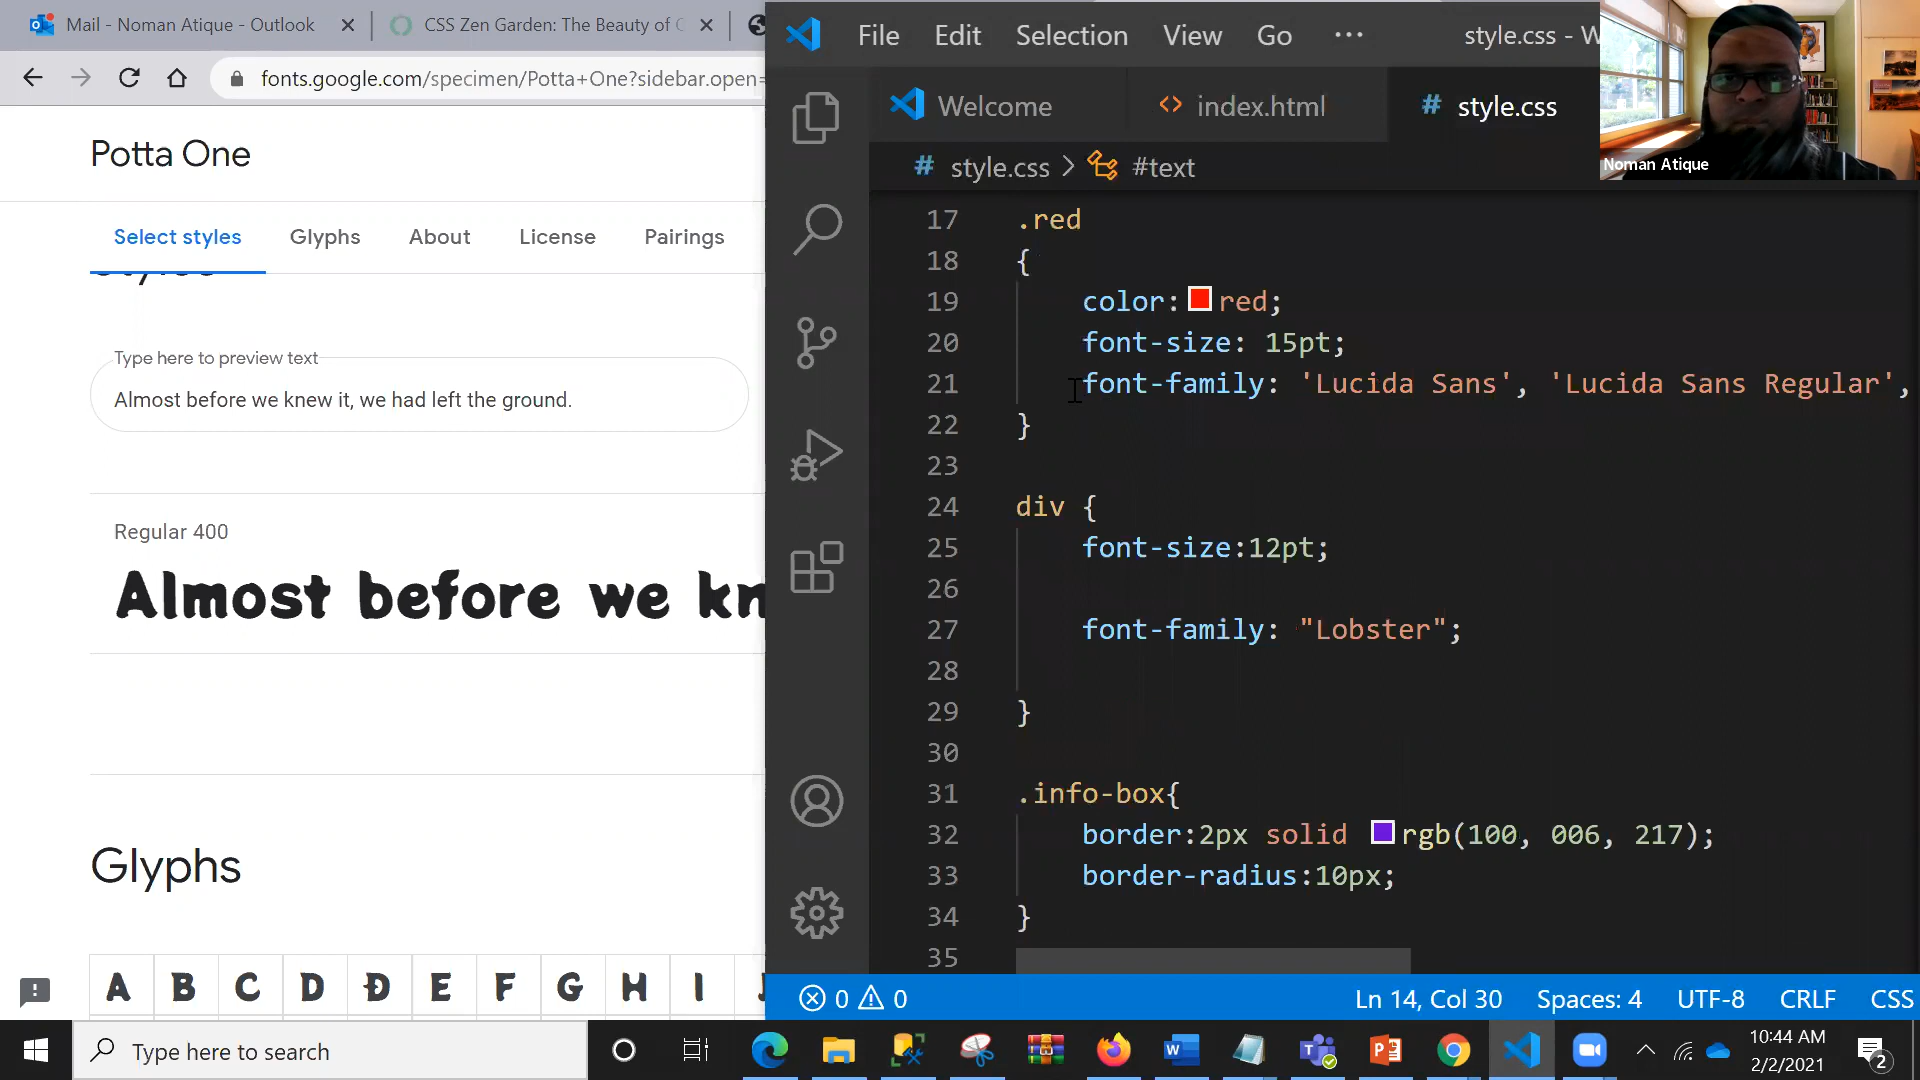 Mail - Noman Atique - Outlook
CSS Zen Garden: The Beauty of C
fonts.google.com/specimen/Potta+One?sidebar.open=
Potta One
Select styles
Glyphs
About
License
Pairings
Type here to preview text
Almost before we knew it, we had left the ground.
Regular 400
Almost before we kn
Glyphs
A B C D Đ E F G H I J
File Edit Selection View Go ···
style.css - W
Welcome
index.html
# style.css
# style.css > #text
17 .red
18 {
19 color: red;
20 font-size: 15pt;
21 font-family: 'Lucida Sans', 'Lucida Sans Regular',
22 }
23
24 div {
25 font-size:12pt;
26
27 font-family: "Lobster";
28
29 }
30
31 .info-box{
32 border:2px solid rgb(100, 006, 217);
33 border-radius:10px;
34 }
35
0 0
Ln 14, Col 30 Spaces: 4 UTF-8 CRLF CSS
Noman Atique
Type here to search
10:44 AM
2/2/2021
2